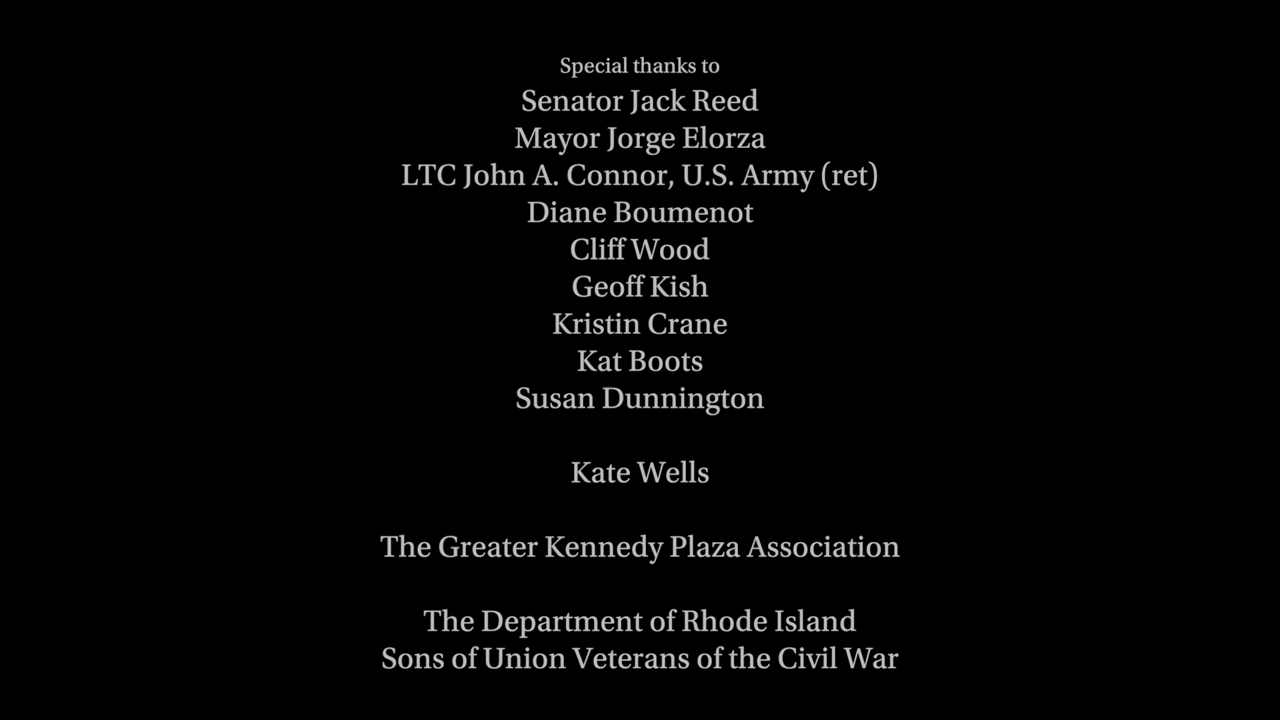 Special thanks to
Senator Jack Reed
Mayor Jorge Elorza
LTC John A. Connor, U.S. Army (ret)
Diane Boumenot
Cliff Wood
Geoff Kish
Kristin Crane
Kat Boots
Susan Dunnington
Kate Wells
The Greater Kennedy Plaza Association
The Department of Rhode Island
Sons of Union Veterans of the Civil War